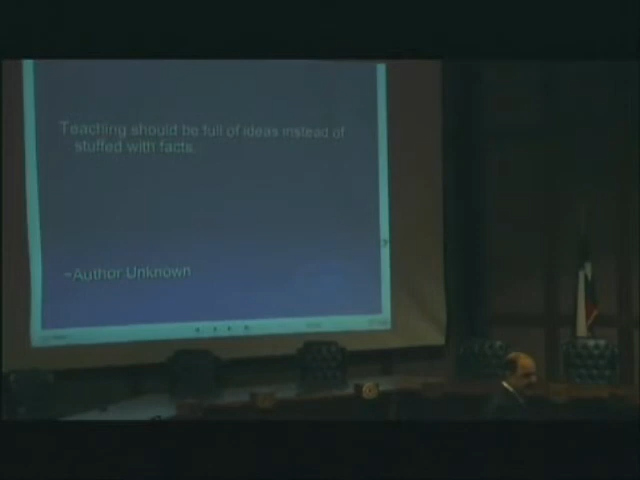 Teaching should be full of ideas instead of
stuffed with facts.
~Author Unknown